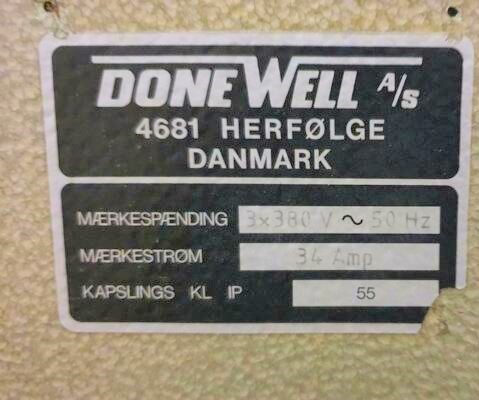 DONEWELL A/S
4681 HERFØLGE
DANMARK
MÆRKESPÆNDING 3×380 V ~ 50 Hz
MÆRKESTRØM 34 Amp
KAPSLINGS KL IP 55